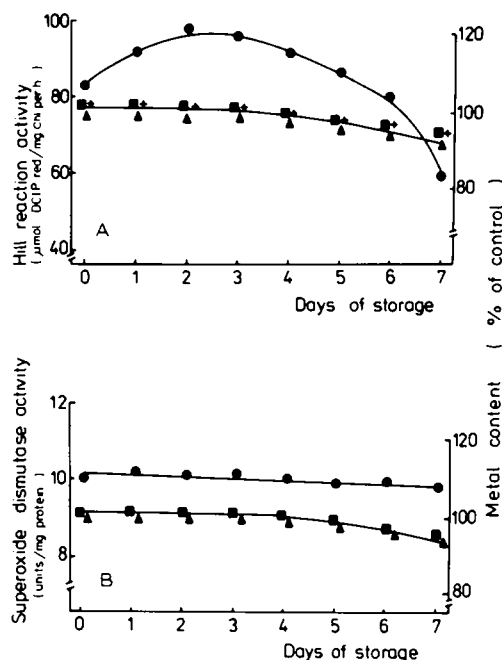 Hill reaction activity
( µmol DCIP red/mg Chl per h )
100
80
60
40
120
100
80
A
0 1 2 3 4 5 6 7
Days of storage
Metal content ( % of control )
Superoxide dismutase activity
( units/mg protein )
12
10
8
120
100
80
B
0 1 2 3 4 5 6 7
Days of storage